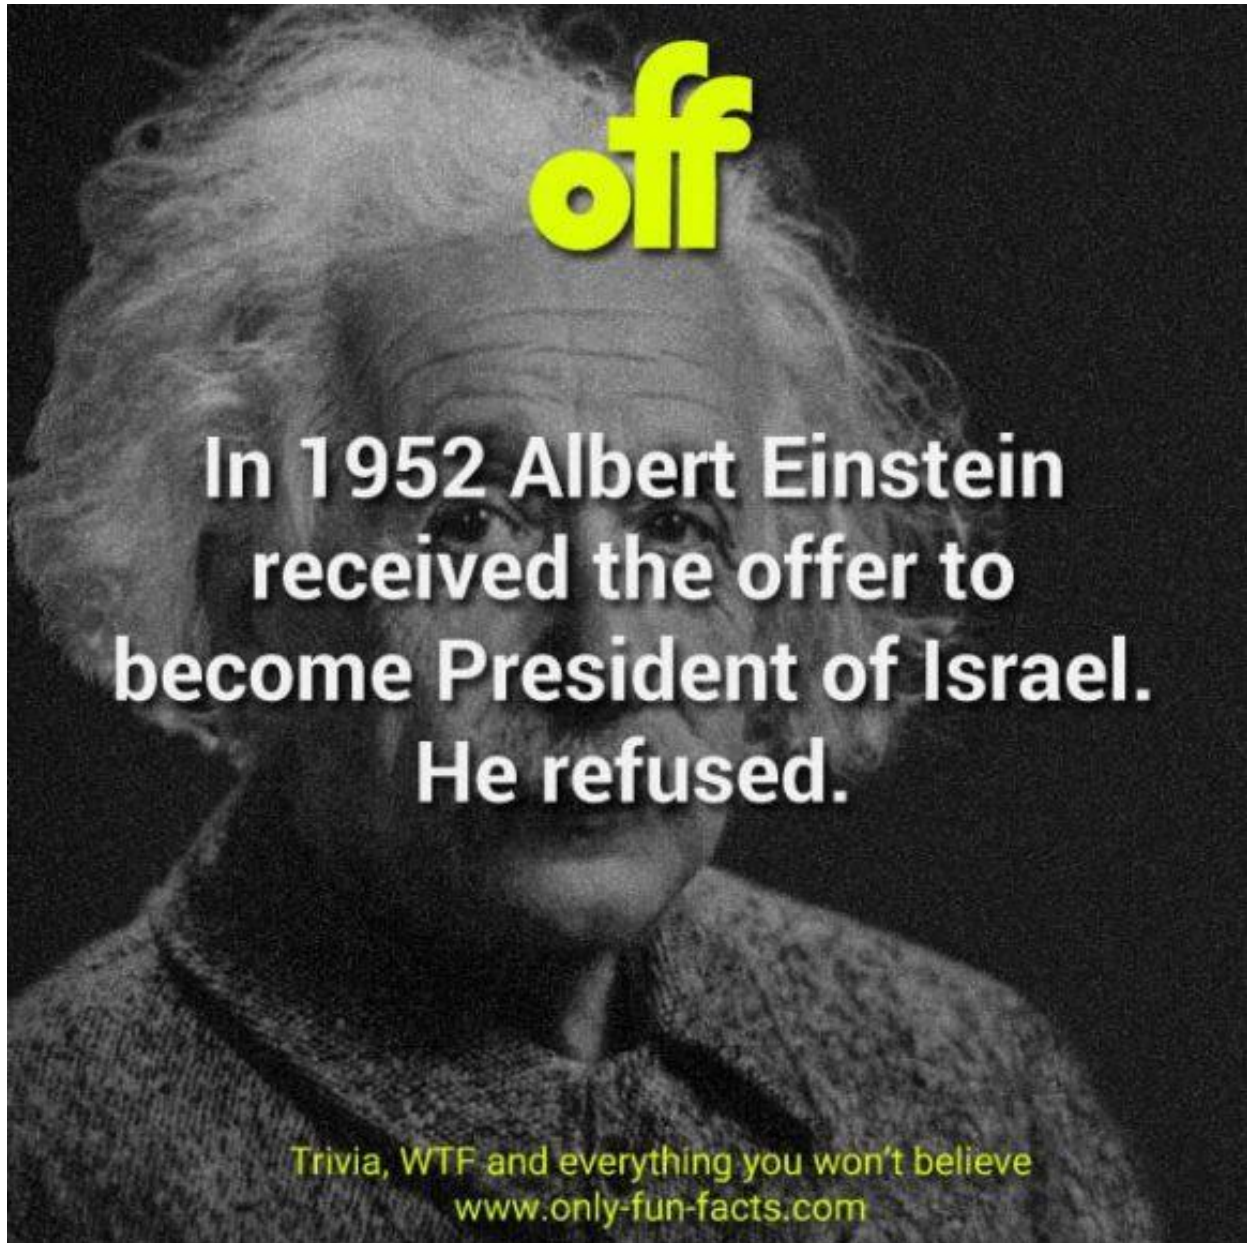 off
In 1952 Albert Einstein
received the offer to
become President of Israel.
He refused.
Trivia, WTF and everything you won't believe
www.only-fun-facts.com